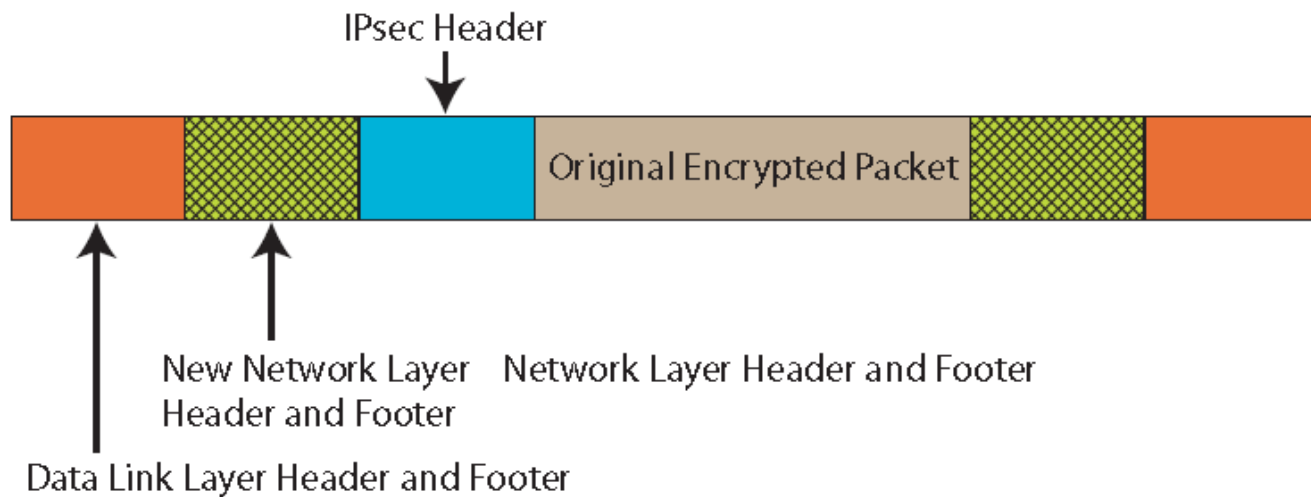 IPsec Header
Original Encrypted Packet
New Network Layer Network Layer Header and Footer
Header and Footer
Data Link Layer Header and Footer